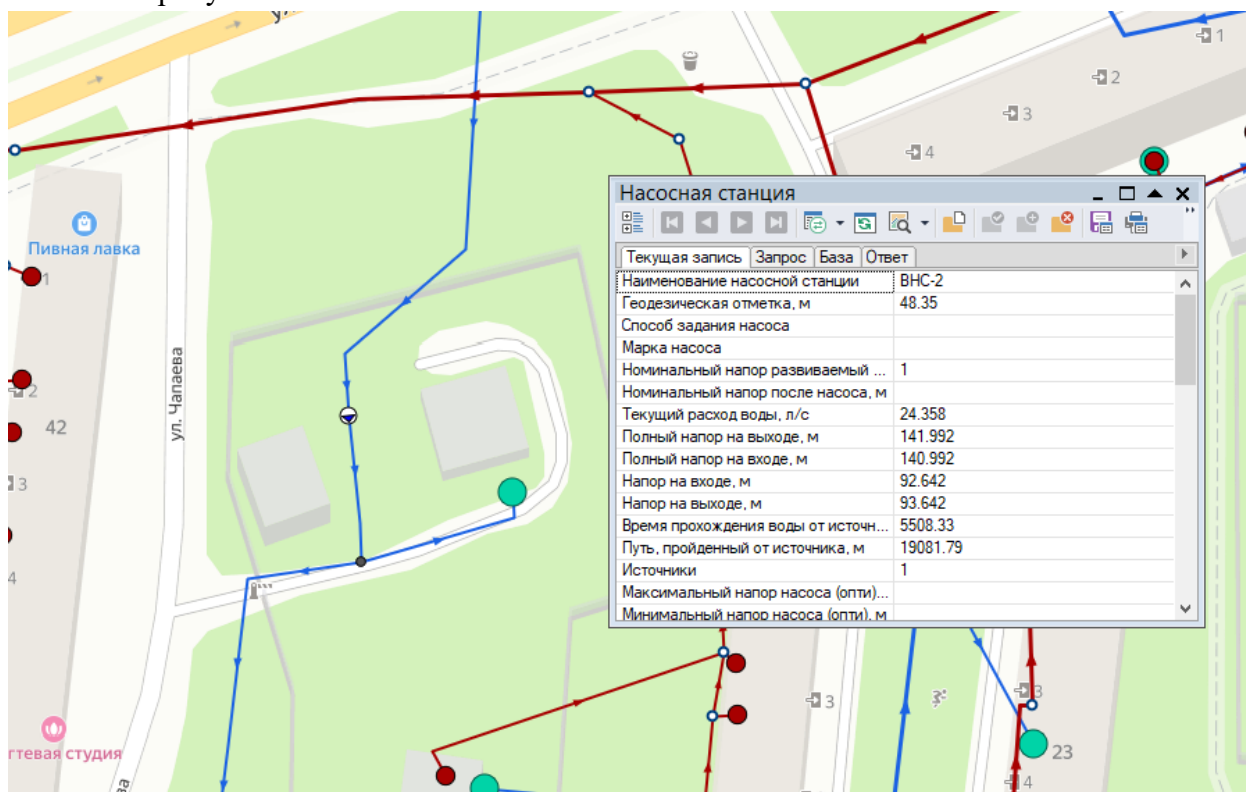 1
2
3
4
Насосная станция
Пивная лавка
1
Текущая запись Запрос База Ответ
Наименование насосной станции ВНС-2
Геодезическая отметка, м 48.35
Способ задания насоса
Марка насоса
Номинальный напор развиваемый ... 1
Номинальный напор после насоса, м
Текущий расход воды, л/с 24.358
Полный напор на выходе, м 141.992
Полный напор на входе, м 140.992
Напор на входе, м 92.642
Напор на выходе, м 93.642
Время прохождения воды от источн... 5508.33
Путь, пройденный от источника, м 19081.79
Источники 1
Максимальный напор насоса (опти)...
Минимальный напор насоса (опти), м
ул. Чапаева
2
42
3
4
3
3
23
4
гтевая студия
ва